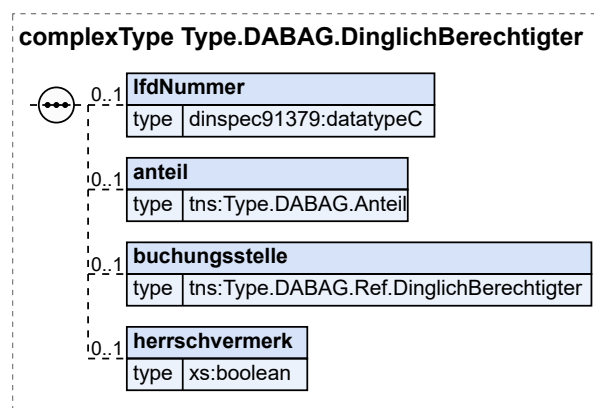 complexType Type.DABAG.DinglichBerechtigter
0..1
lfdNummer
type dinspec91379:datatypeC
0..1
anteil
type tns:Type.DABAG.Anteil
0..1
buchungsstelle
type tns:Type.DABAG.Ref.DinglichBerechtigter
0..1
herrschvermerk
type xs:boolean